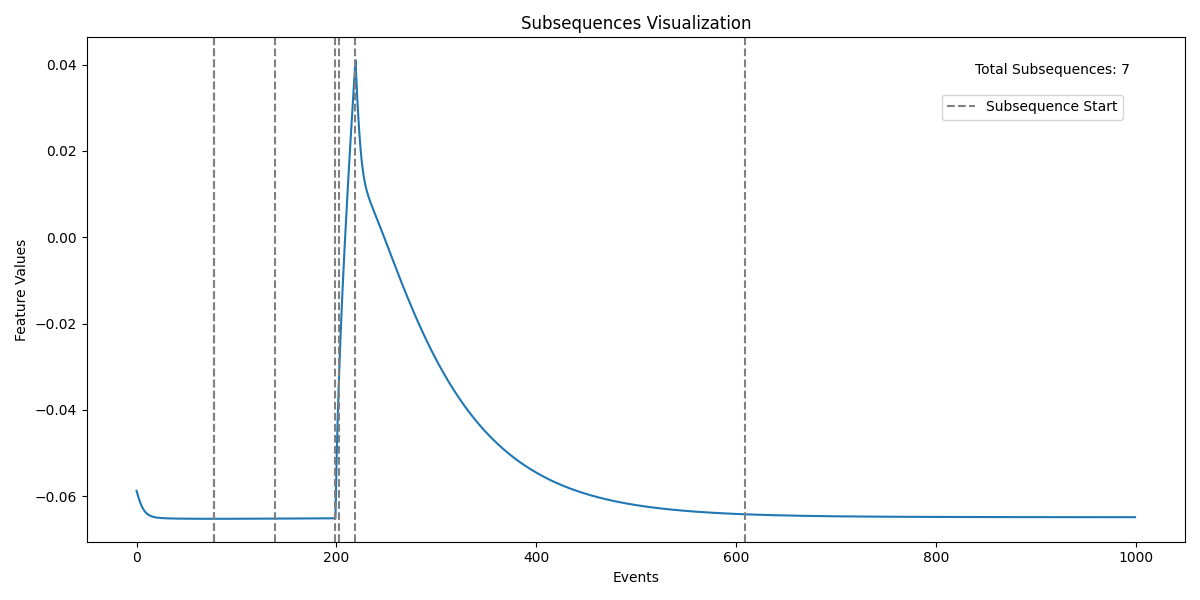 Subsequences Visualization
Total Subsequences: 7
Subsequence Start
Feature Values
0.04
0.02
0.00
−0.02
−0.04
−0.06
0 200 400 600 800 1000
Events